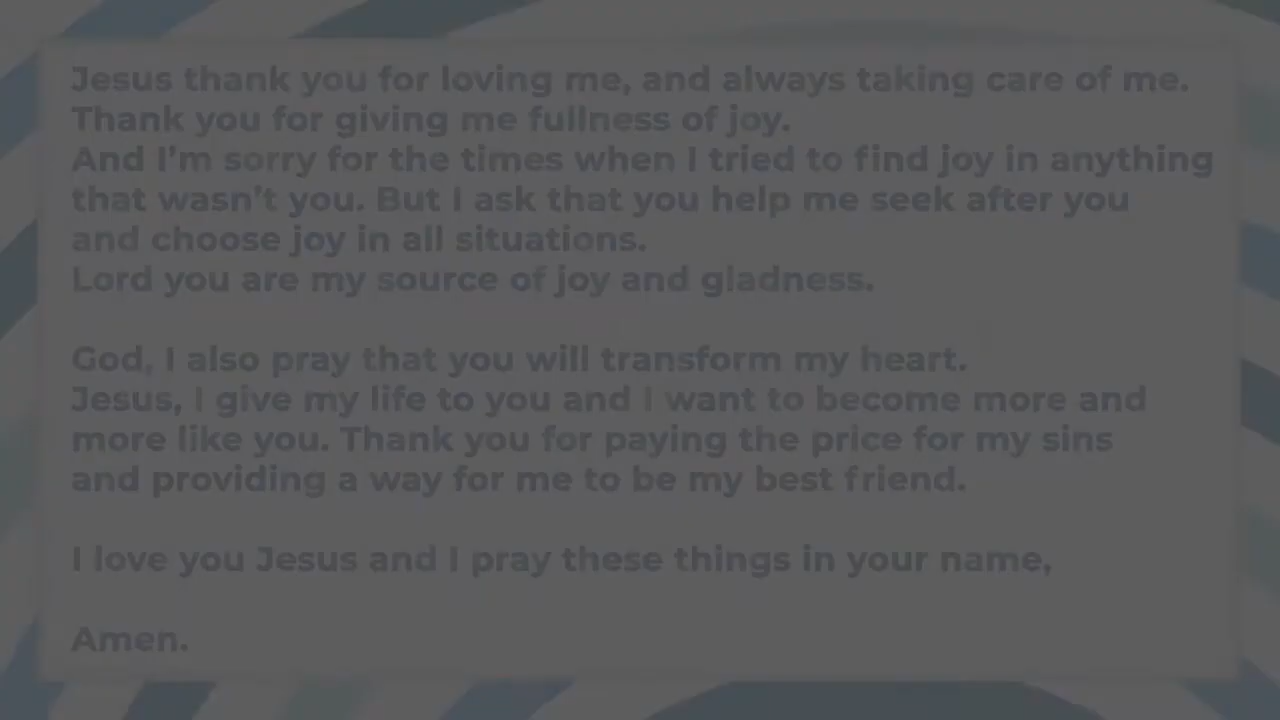 Jesus thank you for loving me, and always taking care of me.
Thank you for giving me fullness of joy.
And I'm sorry for the times when I tried to find joy in anything
that wasn't you. But I ask that you help me seek after you
and choose joy in all situations.
Lord you are my source of joy and gladness.
God, I also pray that you will transform my heart.
Jesus, I give my life to you and I want to become more and
more like you. Thank you for paying the price for my sins
and providing a way for me to be my best friend.
I love you Jesus and I pray these things in your name,
Amen.